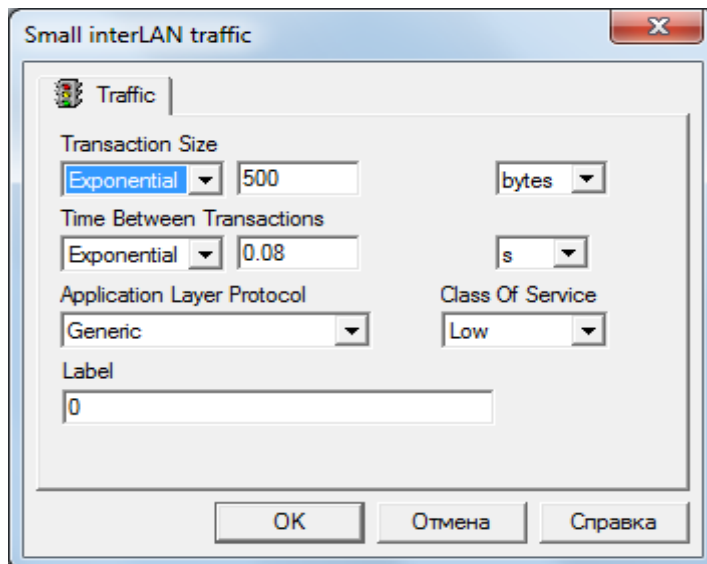 Small interLAN traffic
Traffic
Transaction Size
Exponential 500 bytes
Time Between Transactions
Exponential 0.08 s
Application Layer Protocol Class Of Service
Generic Low
Label
0
OK Отмена Справка